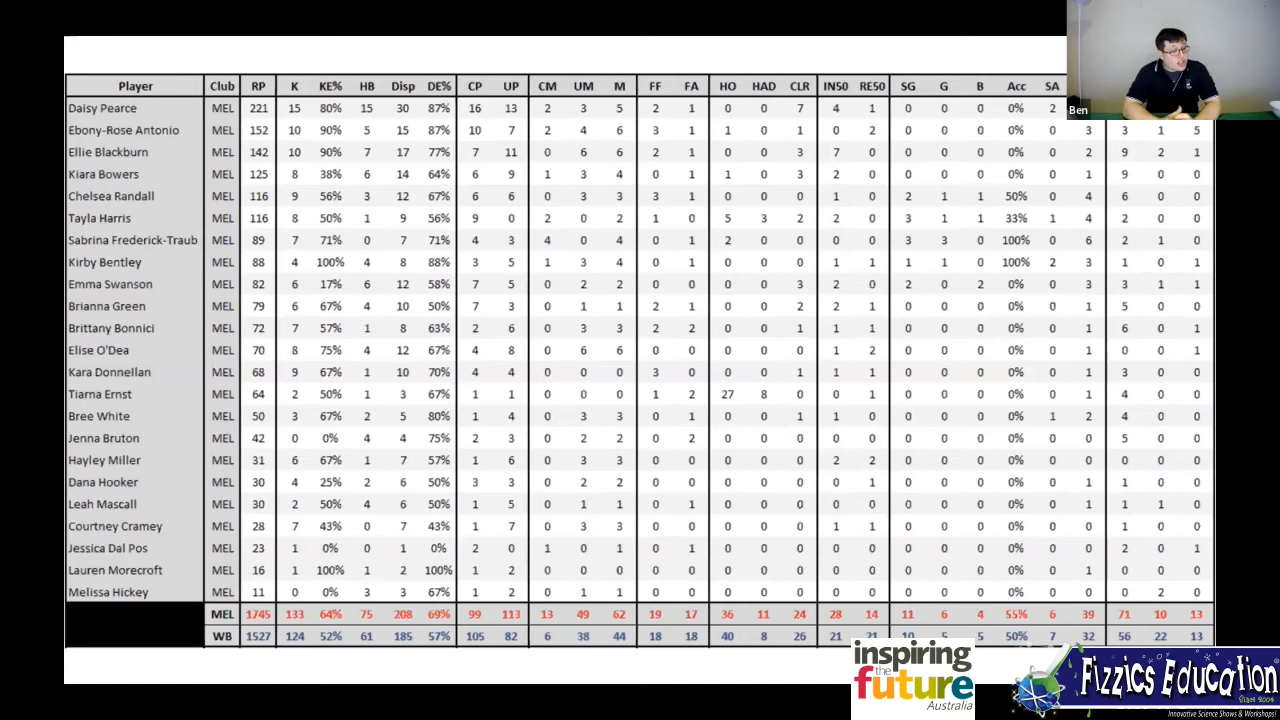 Player Club RP K KE% HB Disp DE% CP UP CM UM M FF FA HO HAD CLR IN50 RE50 SG G B Acc SA
Daisy Pearce MEL 221 15 80% 15 30 87% 16 13 2 3 5 2 1 0 0 7 4 1 0 0 0 0% 2
Ben
Ebony-Rose Antonio MEL 152 10 90% 5 15 87% 10 7 2 4 6 3 1 1 0 1 0 2 0 0 0 0% 0 3 3 1 5
Ellie Blackburn MEL 142 10 90% 7 17 77% 7 11 0 6 6 2 1 0 0 3 7 0 0 0 0 0% 0 2 9 2 1
Kiara Bowers MEL 125 8 38% 6 14 64% 6 9 1 3 4 0 1 1 0 3 2 0 0 0 0 0% 0 1 9 0 0
Chelsea Randall MEL 116 9 56% 3 12 67% 6 6 0 3 3 3 1 0 0 0 1 0 2 1 1 50% 0 4 6 0 0
Tayla Harris MEL 116 8 50% 1 9 56% 9 0 2 0 2 1 0 5 3 2 2 0 3 1 1 33% 1 4 2 0 0
Sabrina Frederick-Traub MEL 89 7 71% 0 7 71% 4 3 4 0 4 0 1 2 0 0 0 0 3 3 0 100% 0 6 2 1 0
Kirby Bentley MEL 88 4 100% 4 8 88% 3 5 1 3 4 0 1 0 0 0 1 1 1 1 0 100% 2 3 1 0 1
Emma Swanson MEL 82 6 17% 6 12 58% 7 5 0 2 2 0 0 0 0 3 2 0 2 0 2 0% 0 3 3 1 1
Brianna Green MEL 79 6 67% 4 10 50% 7 3 0 1 1 2 1 0 0 2 2 1 0 0 0 0% 0 1 5 0 0
Brittany Bonnici MEL 72 7 57% 1 8 63% 2 6 0 3 3 2 2 0 0 1 1 1 0 0 0 0% 0 1 6 0 1
Elise O'Dea MEL 70 8 75% 4 12 67% 4 8 0 6 6 0 0 0 0 0 1 2 0 0 0 0% 0 1 0 0 1
Kara Donnellan MEL 68 9 67% 1 10 70% 4 4 0 0 0 3 0 0 0 1 1 1 0 0 0 0% 0 1 3 0 0
Tiarna Ernst MEL 64 2 50% 1 3 67% 1 1 0 0 0 1 2 27 8 0 0 1 0 0 0 0% 0 1 4 0 0
Bree White MEL 50 3 67% 2 5 80% 1 4 0 3 3 0 0 0 0 1 1 0 0 0 0 0% 1 2 4 0 0
Jenna Bruton MEL 42 0 0% 4 4 75% 2 3 0 2 2 0 2 0 0 0 0 0 0 0 0 0% 0 0 5 0 0
Hayley Miller MEL 31 6 67% 1 7 57% 1 6 0 3 3 0 0 0 0 0 2 2 0 0 0 0% 0 0 0 0 0
Dana Hooker MEL 30 4 25% 2 6 50% 3 3 0 2 2 0 0 0 0 0 0 1 0 0 0 0% 0 1 1 0 0
Leah Mascall MEL 30 2 50% 4 6 50% 1 5 0 1 1 0 0 0 0 0 0 0 0 0 0 0% 0 1 1 1 0
Courtney Cramey MEL 28 7 43% 0 7 43% 1 7 0 3 3 0 0 0 0 0 1 1 0 0 0 0% 0 0 1 0 0
Jessica Dal Pos MEL 23 1 0% 0 1 0% 2 0 1 0 1 0 1 0 0 0 0 0 0 0 0 0% 0 0 2 0 1
Lauren Morecroft MEL 16 1 100% 1 2 100% 1 2 0 0 0 0 0 0 0 0 0 0 0 0 0 0% 0 1 0 0 0
Melissa Hickey MEL 11 0 0% 3 3 67% 1 2 0 1 1 0 0 0 0 0 0 0 0 0 0 0% 0 0 0 2 0
MEL 1745 133 64% 75 208 69% 99 113 13 49 62 19 17 36 11 24 28 14 11 6 4 55% 6 39 71 10 13
WB 1527 124 52% 61 185 57% 105 82 6 38 44 18 18 40 8 26 21 21 10 5 5 50% 7 32 56 22 13
inspiring
the
future
Australia
Fizzics Education
Since 2004
Innovative Science Shows & Workshops!